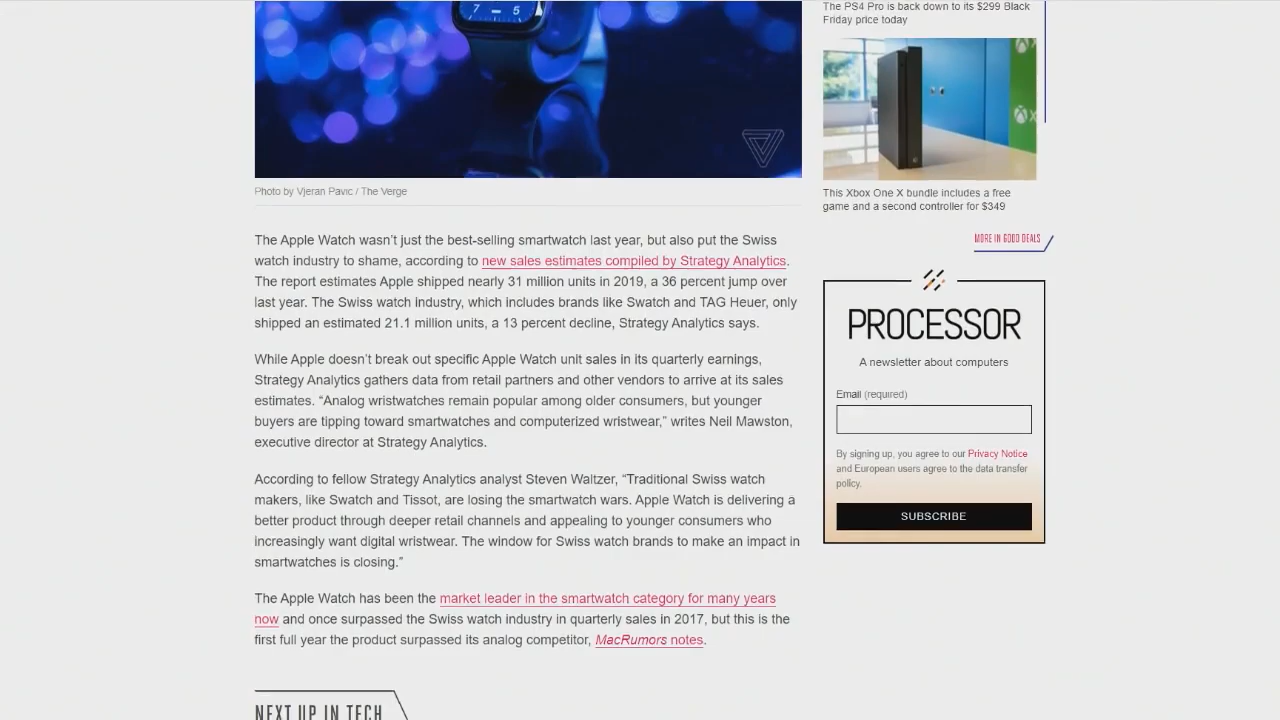 7 - 5
Photo by Vjeran Pavic / The Verge
The Apple Watch wasn't just the best-selling smartwatch last year, but also put the Swiss
watch industry to shame, according to new sales estimates compiled by Strategy Analytics.
The report estimates Apple shipped nearly 31 million units in 2019, a 36 percent jump over
last year. The Swiss watch industry, which includes brands like Swatch and TAG Heuer, only
shipped an estimated 21.1 million units, a 13 percent decline, Strategy Analytics says.
While Apple doesn't break out specific Apple Watch unit sales in its quarterly earnings,
Strategy Analytics gathers data from retail partners and other vendors to arrive at its sales
estimates. “Analog wristwatches remain popular among older consumers, but younger
buyers are tipping toward smartwatches and computerized wristwear,” writes Neil Mawston,
executive director at Strategy Analytics.
According to fellow Strategy Analytics analyst Steven Waltzer, “Traditional Swiss watch
makers, like Swatch and Tissot, are losing the smartwatch wars. Apple Watch is delivering a
better product through deeper retail channels and appealing to younger consumers who
increasingly want digital wristwear. The window for Swiss watch brands to make an impact in
smartwatches is closing.”
The Apple Watch has been the market leader in the smartwatch category for many years
now and once surpassed the Swiss watch industry in quarterly sales in 2017, but this is the
first full year the product surpassed its analog competitor, MacRumors notes.
NEXT UP IN TECH
The PS4 Pro is back down to its $299 Black
Friday price today
This Xbox One X bundle includes a free
game and a second controller for $349
MORE IN GOOD DEALS
PROCESSOR
A newsletter about computers
Email (required)
By signing up, you agree to our Privacy Notice
and European users agree to the data transfer
policy.
SUBSCRIBE